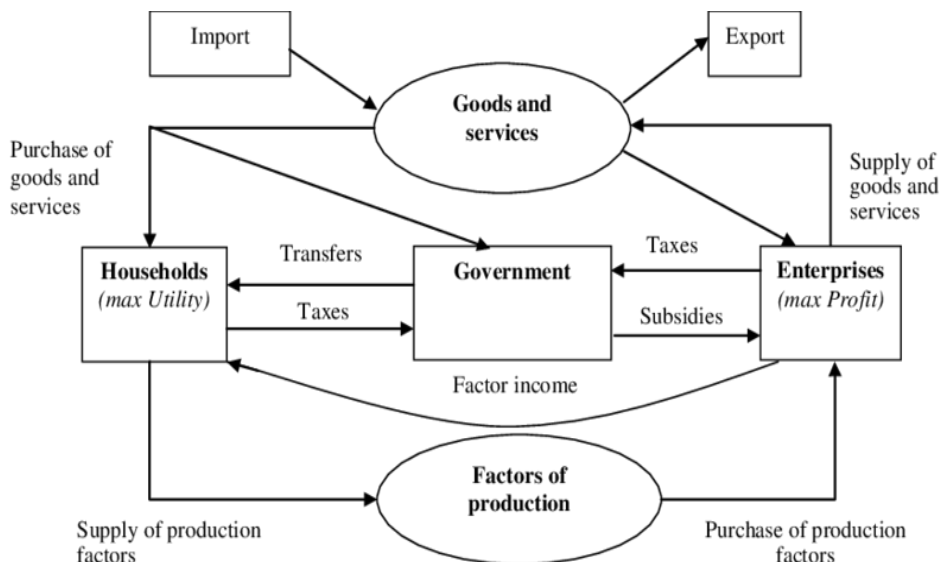 Import
Export
Goods and
services
Purchase of
goods and
services
Supply of
goods and
services
Households
(max Utility)
Transfers
Taxes
Government
Taxes
Subsidies
Enterprises
(max Profit)
Factor income
Factors of
production
Supply of production
factors
Purchase of production
factors